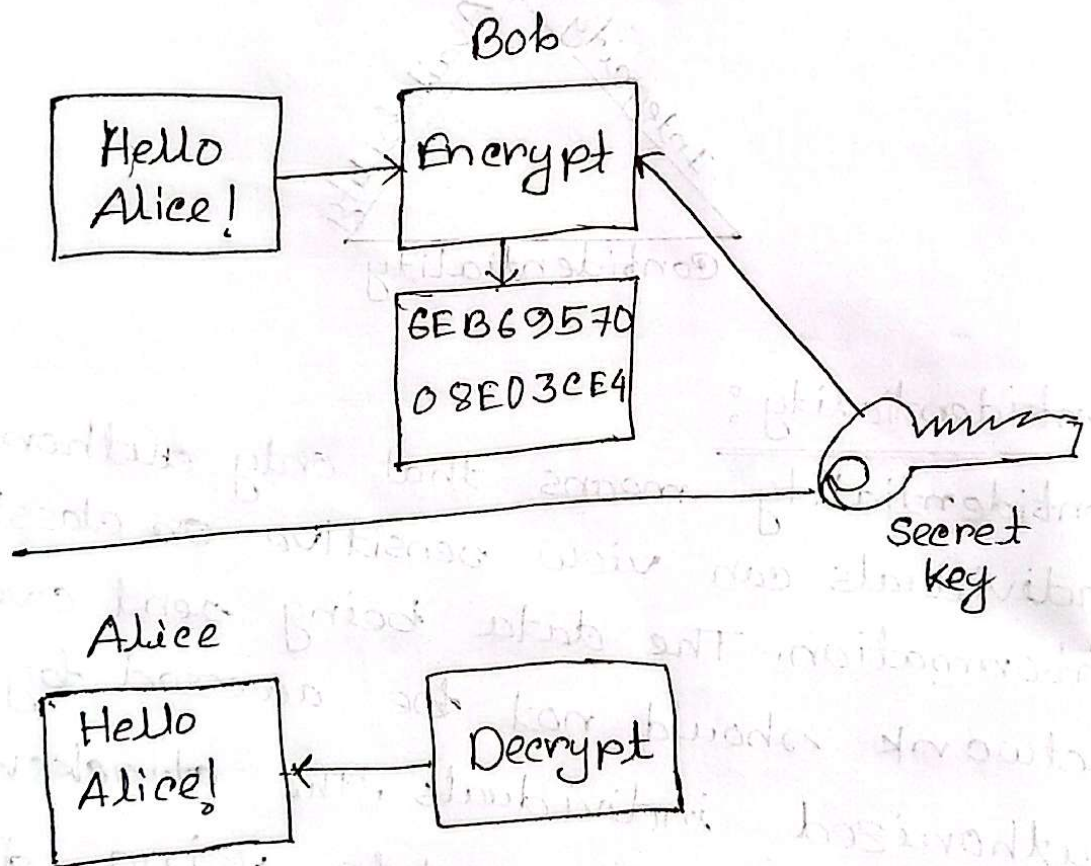 Bob
Hello
Alice!
Encrypt
6EB69570
08E03CE4
Secret
key
Alice
Hello
Alice!
Decrypt